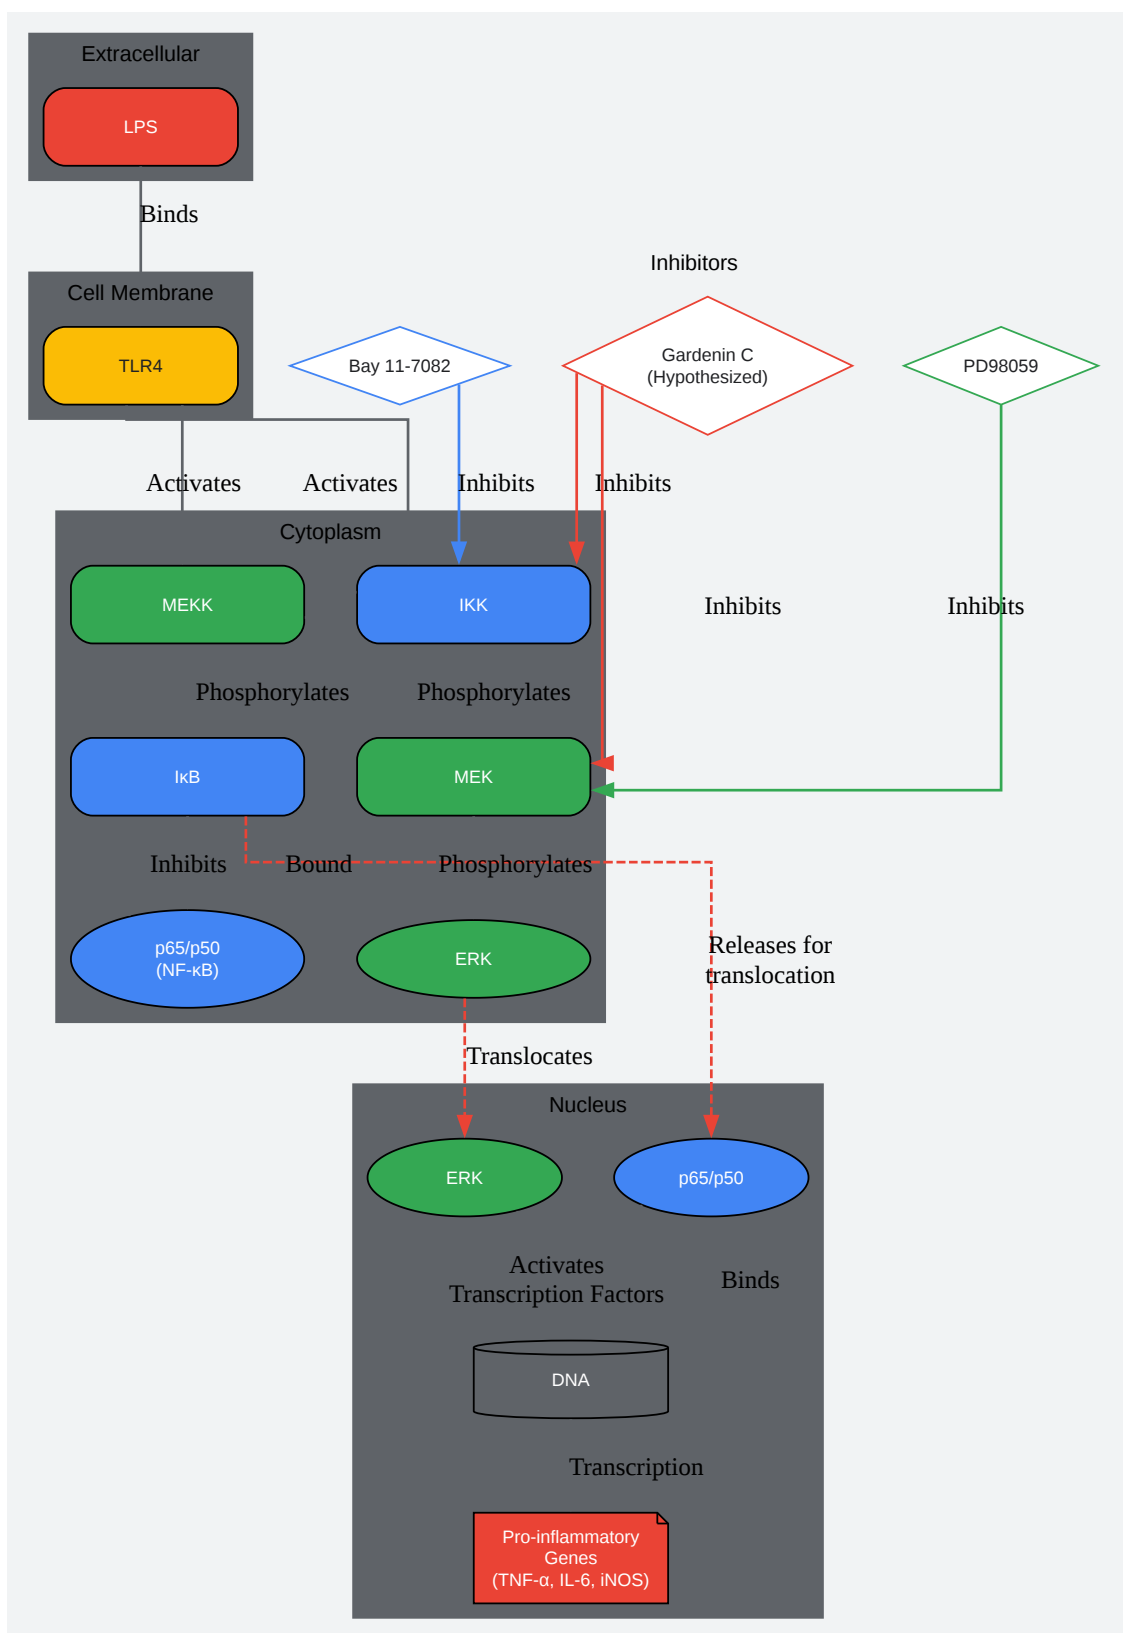 Extracellular
LPS
Binds
Cell Membrane
TLR4
Inhibitors
Bay 11-7082
Gardenin C
(Hypothesized)
PD98059
Activates
Activates
Inhibits
Inhibits
Cytoplasm
MEKK
IKK
Inhibits
Inhibits
Phosphorylates
Phosphorylates
IκB
MEK
Inhibits
Bound
Phosphorylates
p65/p50
(NF-κB)
ERK
Releases for
translocation
Translocates
Nucleus
ERK
p65/p50
Activates
Transcription Factors
Binds
DNA
Transcription
Pro-inflammatory
Genes
(TNF-α, IL-6, iNOS)